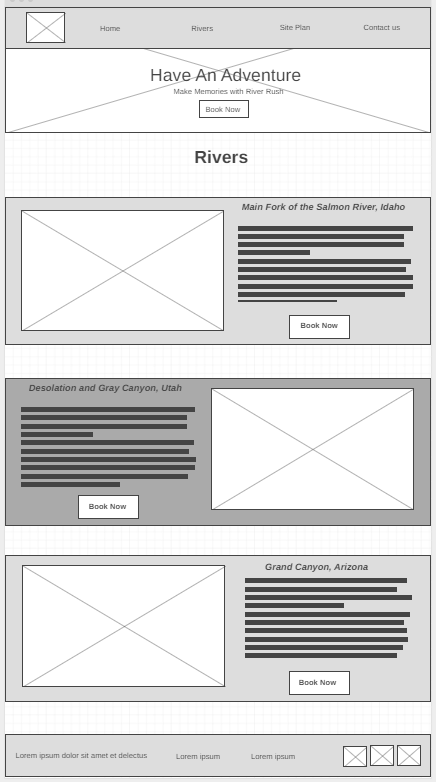 Home Rivers Site Plan Contact us
Have An Adventure
Make Memories with River Rush
Book Now
Rivers
Main Fork of the Salmon River, Idaho
Book Now
Desolation and Gray Canyon, Utah
Book Now
Grand Canyon, Arizona
Book Now
Lorem ipsum dolor sit amet et delectus Lorem ipsum Lorem ipsum